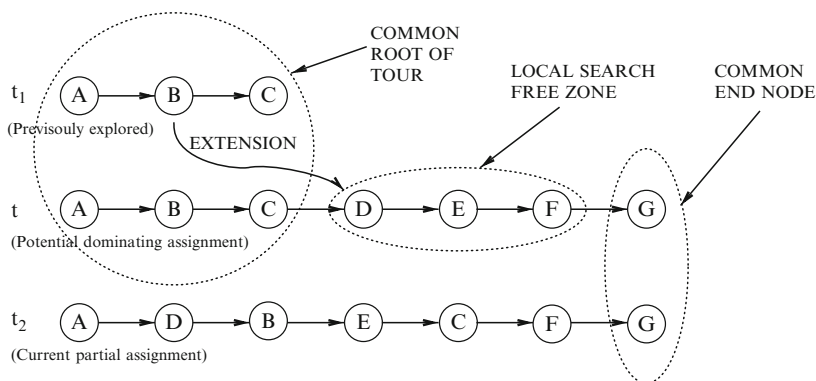 COMMON
ROOT OF
TOUR
LOCAL SEARCH
FREE ZONE
COMMON
END NODE
t1 A B C
(Previsouly explored)
EXTENSION
t A B C D E F G
(Potential dominating assignment)
t2 A D B E C F G
(Current partial assignment)